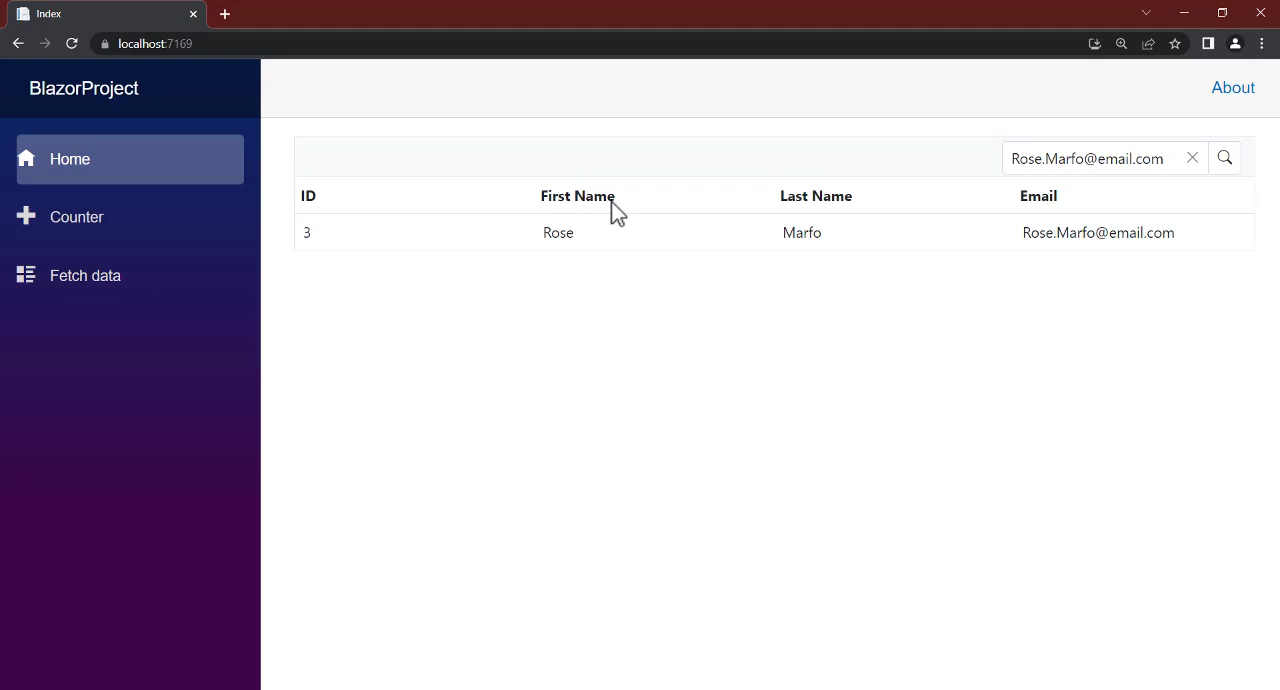 Index
localhost:7169
BlazorProject
About
Home
Counter
Fetch data
Rose.Marfo@email.com
ID First Name Last Name Email
3 Rose Marfo Rose.Marfo@email.com